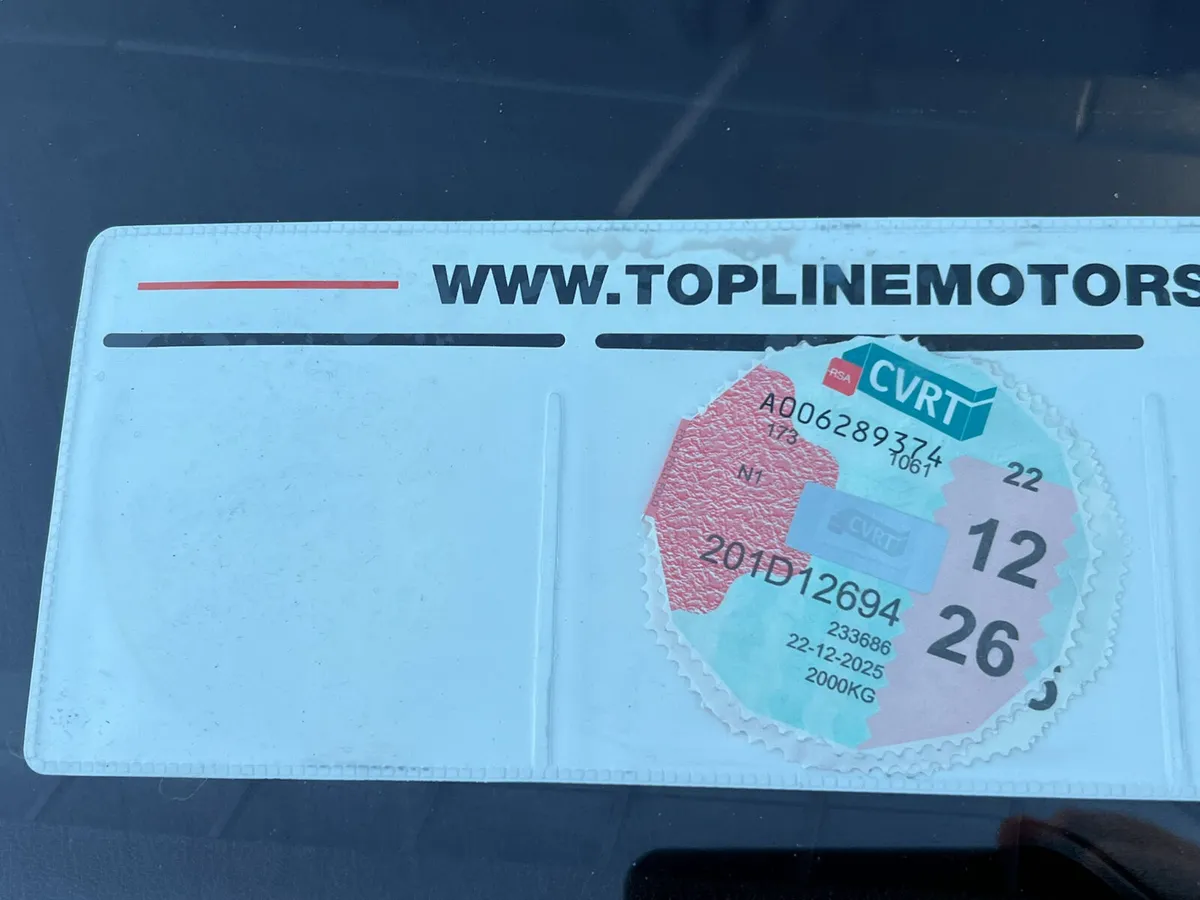 WWW.TOPLINEMOTORS
RSA CVRT
A006289374
173 1061
N1 22
CVRT 12
201D12694 26
233686
22-12-2025
2000KG